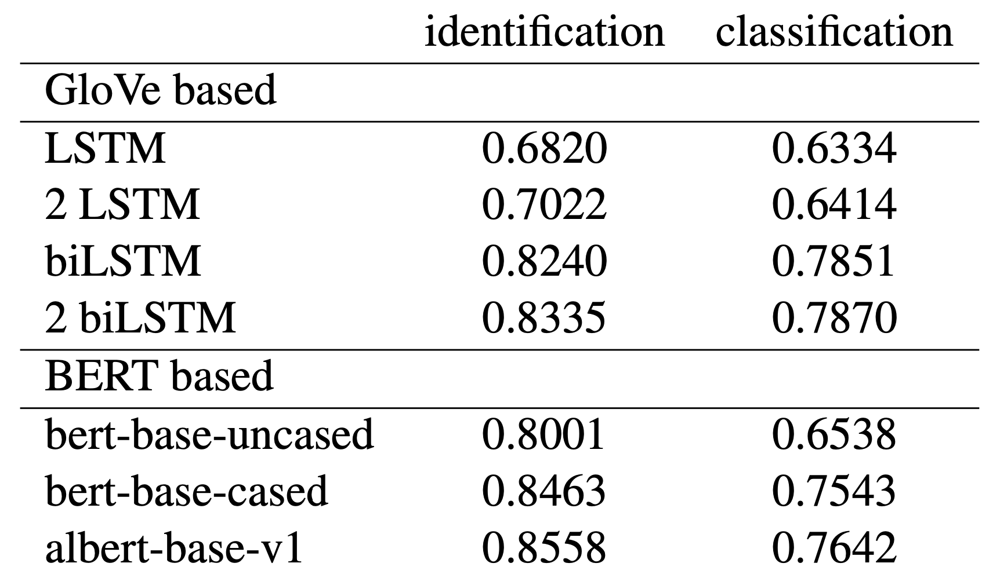 identification classification
GloVe based
LSTM 0.6820 0.6334
2 LSTM 0.7022 0.6414
biLSTM 0.8240 0.7851
2 biLSTM 0.8335 0.7870
BERT based
bert-base-uncased 0.8001 0.6538
bert-base-cased 0.8463 0.7543
albert-base-v1 0.8558 0.7642